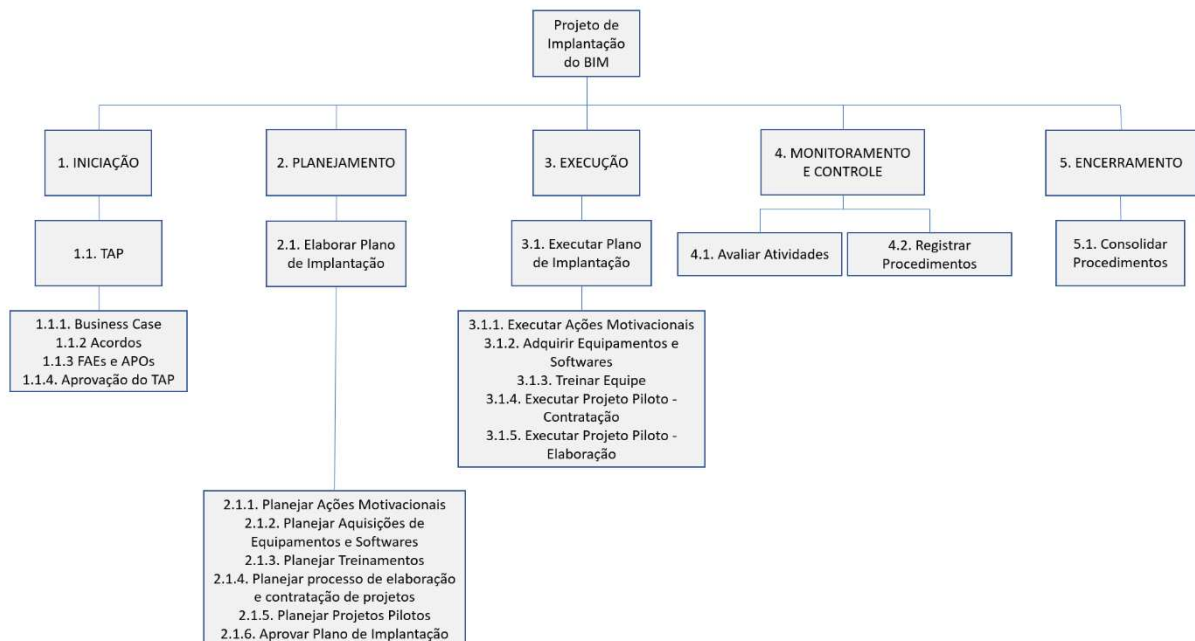 Projeto de
Implantação
do BIM
1. INICIAÇÃO
2. PLANEJAMENTO
3. EXECUÇÃO
4. MONITORAMENTO
E CONTROLE
5. ENCERRAMENTO
1.1. TAP
2.1. Elaborar Plano
de Implantação
3.1. Executar Plano
de Implantação
4.1. Avaliar Atividades
4.2. Registrar
Procedimentos
5.1. Consolidar
Procedimentos
1.1.1. Business Case
1.1.2 Acordos
1.1.3 FAEs e APOs
1.1.4. Aprovação do TAP
3.1.1. Executar Ações Motivacionais
3.1.2. Adquirir Equipamentos e
Softwares
3.1.3. Treinar Equipe
3.1.4. Executar Projeto Piloto -
Contratação
3.1.5. Executar Projeto Piloto -
Elaboração
2.1.1. Planejar Ações Motivacionais
2.1.2. Planejar Aquisições de
Equipamentos e Softwares
2.1.3. Planejar Treinamentos
2.1.4. Planejar processo de elaboração
e contratação de projetos
2.1.5. Planejar Projetos Pilotos
2.1.6. Aprovar Plano de Implantação